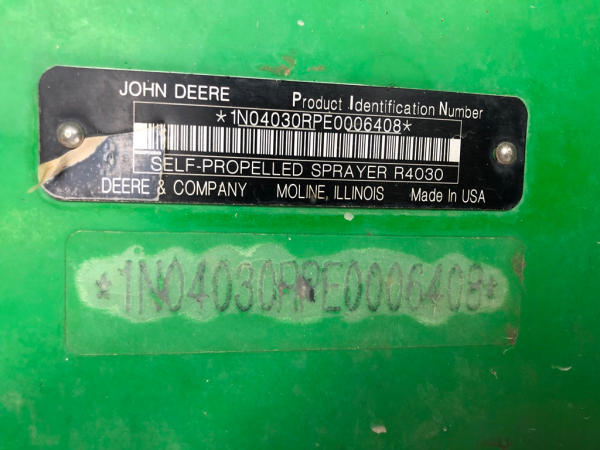 JOHN DEERE Product Identification Number
*1N04030RPE0006408*
SELF-PROPELLED SPRAYER R4030
DEERE & COMPANY MOLINE, ILLINOIS Made In USA
*1N04030RPE0006408*